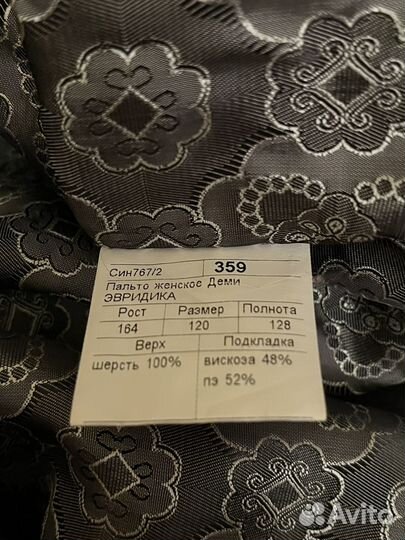 Син767/2 359
Пальто женское Деми
ЭВРИДИКА
Рост Размер Полнота
164 120 128
Верх Подкладка
шерсть 100% вискоза 48%
пэ 52%
Avito